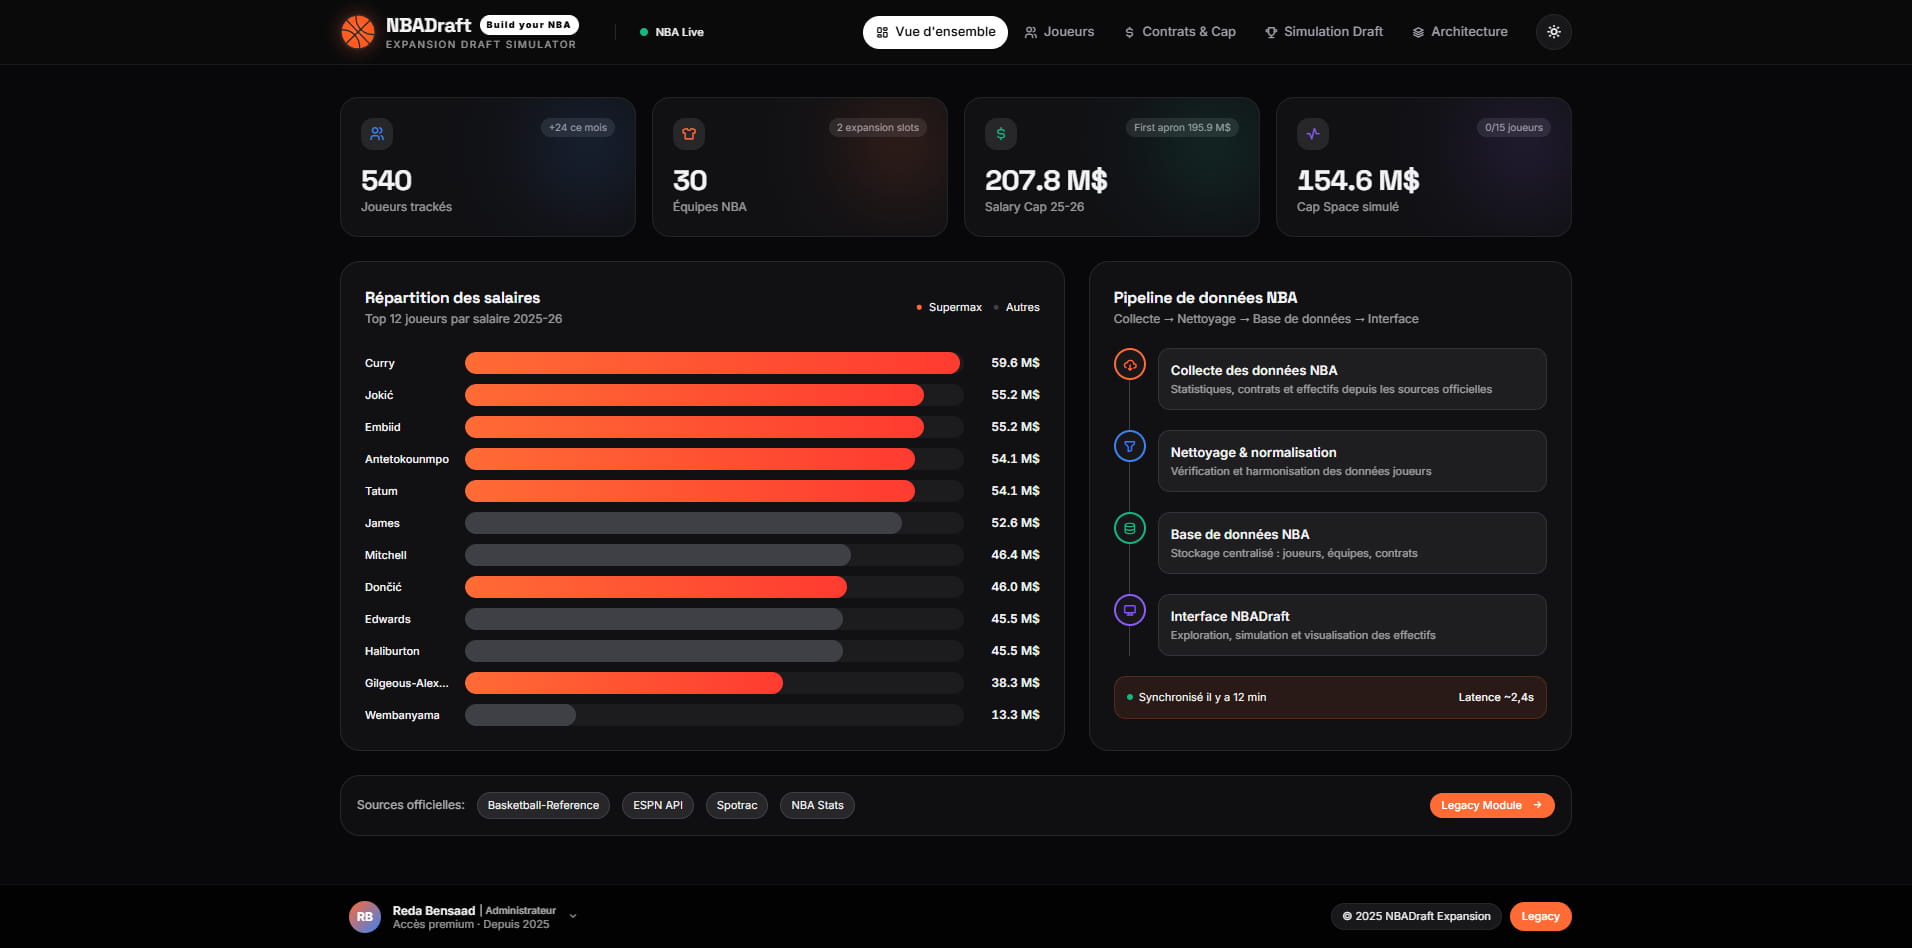 NBADraft Build your NBA
EXPANSION DRAFT SIMULATOR
NBA Live
Vue d'ensemble
Joueurs
Contrats & Cap
Simulation Draft
Architecture
+24 ce mois
540
Joueurs trackés
2 expansion slots
30
Équipes NBA
First apron 195.9 M$
207.8 M$
Salary Cap 25-26
0/15 joueurs
154.6 M$
Cap Space simulé
Répartition des salaires
Top 12 joueurs par salaire 2025-26
Supermax
Autres
Curry 59.6 M$
Jokić 55.2 M$
Embiid 55.2 M$
Antetokounmpo 54.1 M$
Tatum 54.1 M$
James 52.6 M$
Mitchell 46.4 M$
Dončić 46.0 M$
Edwards 45.5 M$
Haliburton 45.5 M$
Gilgeous-Alex... 38.3 M$
Wembanyama 13.3 M$
Pipeline de données NBA
Collecte → Nettoyage → Base de données → Interface
Collecte des données NBA
Statistiques, contrats et effectifs depuis les sources officielles
Nettoyage & normalisation
Vérification et harmonisation des données joueurs
Base de données NBA
Stockage centralisé : joueurs, équipes, contrats
Interface NBADraft
Exploration, simulation et visualisation des effectifs
Synchronisé il y a 12 min
Latence ~2,4s
Sources officielles:
Basketball-Reference
ESPN API
Spotrac
NBA Stats
Legacy Module →
RB
Reda Bensaad | Administrateur
Accès premium · Depuis 2025
© 2025 NBADraft Expansion
Legacy